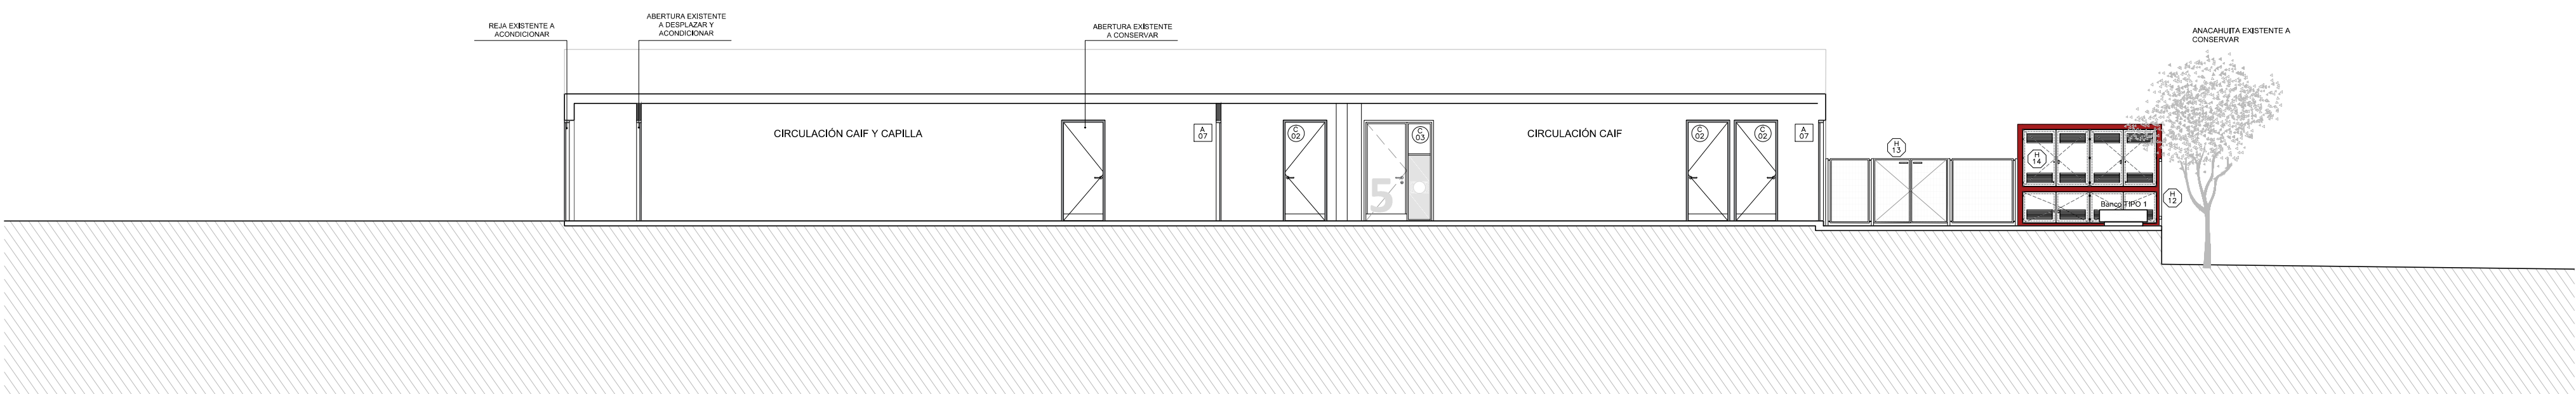 REJA EXISTENTE A
ACONDICIONAR
ABERTURA EXISTENTE
A DESPLAZAR Y
ACONDICIONAR
ABERTURA EXISTENTE
A CONSERVAR
ANACAHUITA EXISTENTE A
CONSERVAR
CIRCULACIÓN CAIF Y CAPILLA
A
07
C
02
5
C
03
CIRCULACIÓN CAIF
C
02
C
02
A
07
H
13
H
14
H
12
Banco TIPO 1